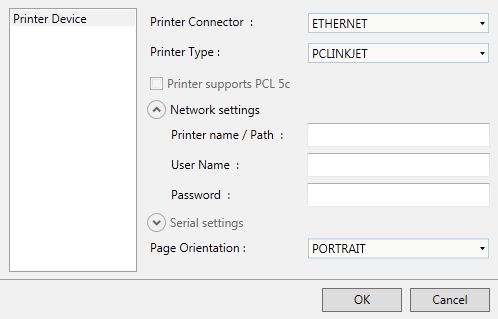 Printer Device
Printer Connector :
ETHERNET
Printer Type :
PCLINKJET
Printer supports PCL 5c
Network settings
Printer name / Path :
User Name :
Password :
Serial settings
Page Orientation :
PORTRAIT
OK
Cancel